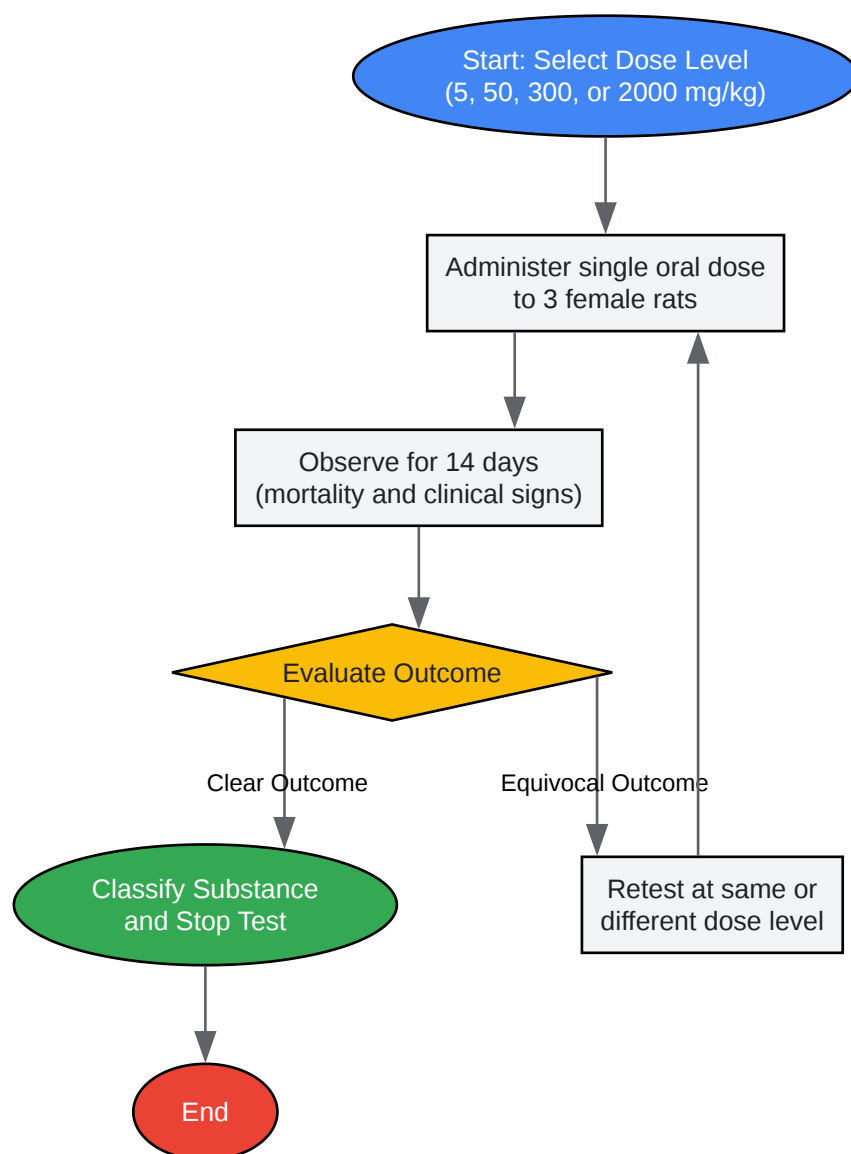 Start: Select Dose Level
(5, 50, 300, or 2000 mg/kg)
Administer single oral dose
to 3 female rats
Observe for 14 days
(mortality and clinical signs)
Evaluate Outcome
Clear Outcome
Equivocal Outcome
Classify Substance
and Stop Test
Retest at same or
different dose level
End